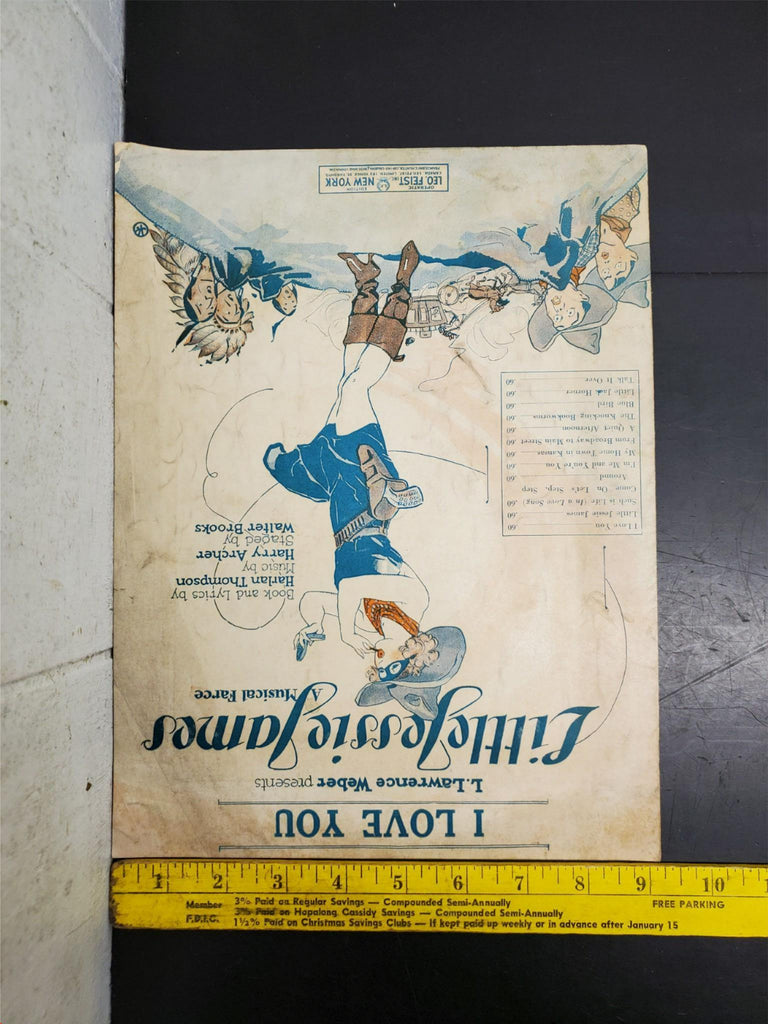 I LOVE YOU
L. Lawrence Weber presents
Little Jessie James
A Musical Farce
Book and Lyrics by
Harlan Thompson
Music by
Harry Archer
Staged by
Walter Brooks
I Love You .60
Little Jessie James .60
Such is Life (In a Love Song) .60
Come On Let's Step, Step
Around .60
I'm Me and You're You .60
My Home Town in Kansas .60
From Broadway to Main Street .60
A Quiet Afternoon .60
The Knocking Bookworms .60
Blue Bird .60
Little Jack Horner .60
Talk It Over .60
OPERATIC EDITION
LEO FEIST INC. NEW YORK
1 2 3 4 5 6 7 8 9 10
Member
F.D.I.C.
3% Paid on Regular Savings — Compounded Semi-Annually
3% Paid on Hopalong Cassidy Savings — Compounded Semi-Annually
1½% Paid on Christmas Savings Clubs — If kept paid up weekly or in advance after January 15
FREE PARKING